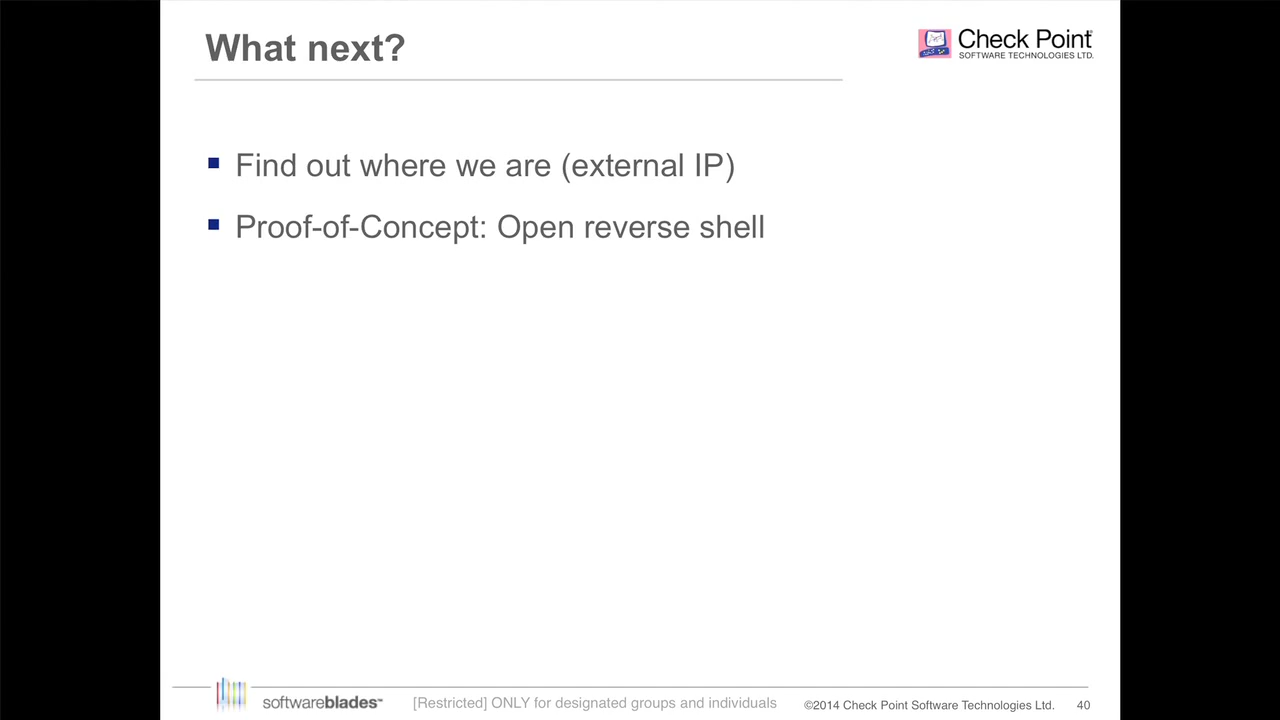 What next?
Check Point
SOFTWARE TECHNOLOGIES LTD.
Find out where we are (external IP)
Proof-of-Concept: Open reverse shell
softwareblades™
[Restricted] ONLY for designated groups and individuals
©2014 Check Point Software Technologies Ltd.
40